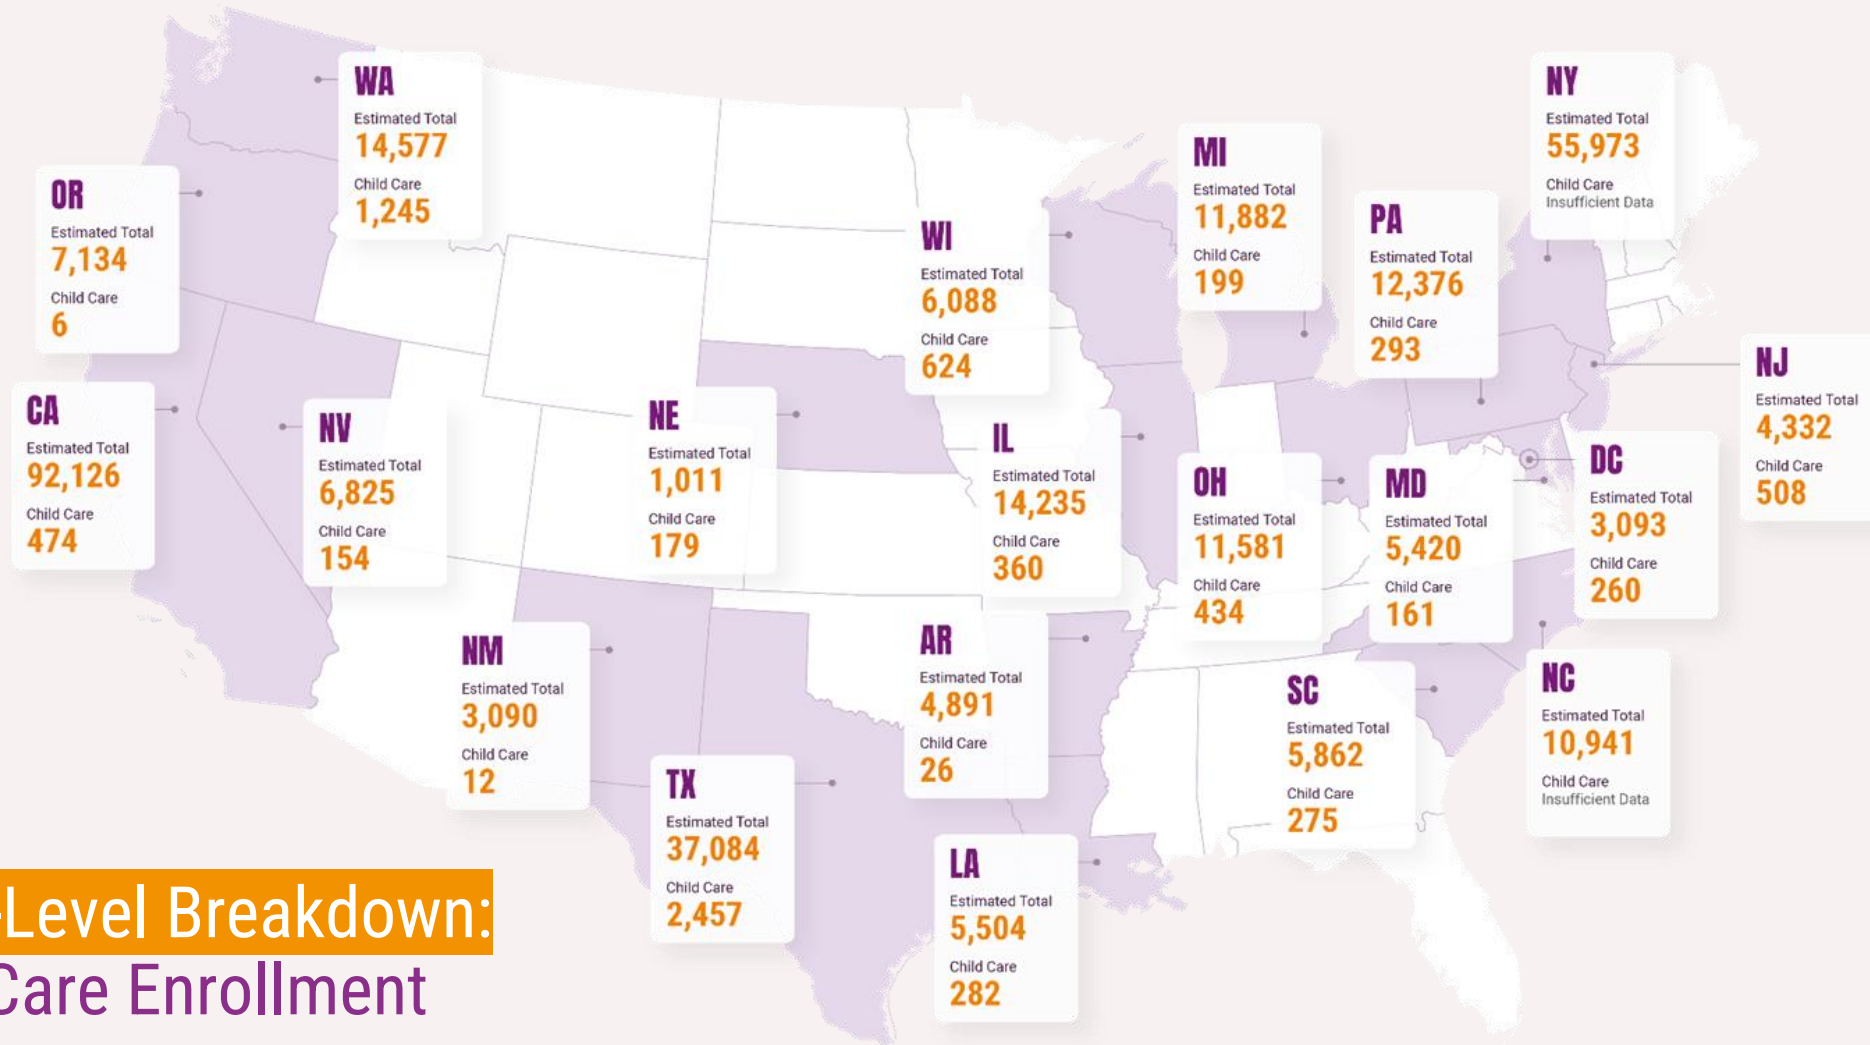 WA
Estimated Total
14,577
Child Care
1,245
OR
Estimated Total
7,134
Child Care
6
CA
Estimated Total
92,126
Child Care
474
NV
Estimated Total
6,825
Child Care
154
NE
Estimated Total
1,011
Child Care
179
WI
Estimated Total
6,088
Child Care
624
MI
Estimated Total
11,882
Child Care
199
PA
Estimated Total
12,376
Child Care
293
NY
Estimated Total
55,973
Child Care
Insufficient Data
NJ
Estimated Total
4,332
Child Care
508
IL
Estimated Total
14,235
Child Care
360
OH
Estimated Total
11,581
Child Care
434
MD
Estimated Total
5,420
Child Care
161
DC
Estimated Total
3,093
Child Care
260
NM
Estimated Total
3,090
Child Care
12
TX
Estimated Total
37,084
Child Care
2,457
AR
Estimated Total
4,891
Child Care
26
LA
Estimated Total
5,504
Child Care
282
SC
Estimated Total
5,862
Child Care
275
NC
Estimated Total
10,941
Child Care
Insufficient Data
-Level Breakdown:
Care Enrollment